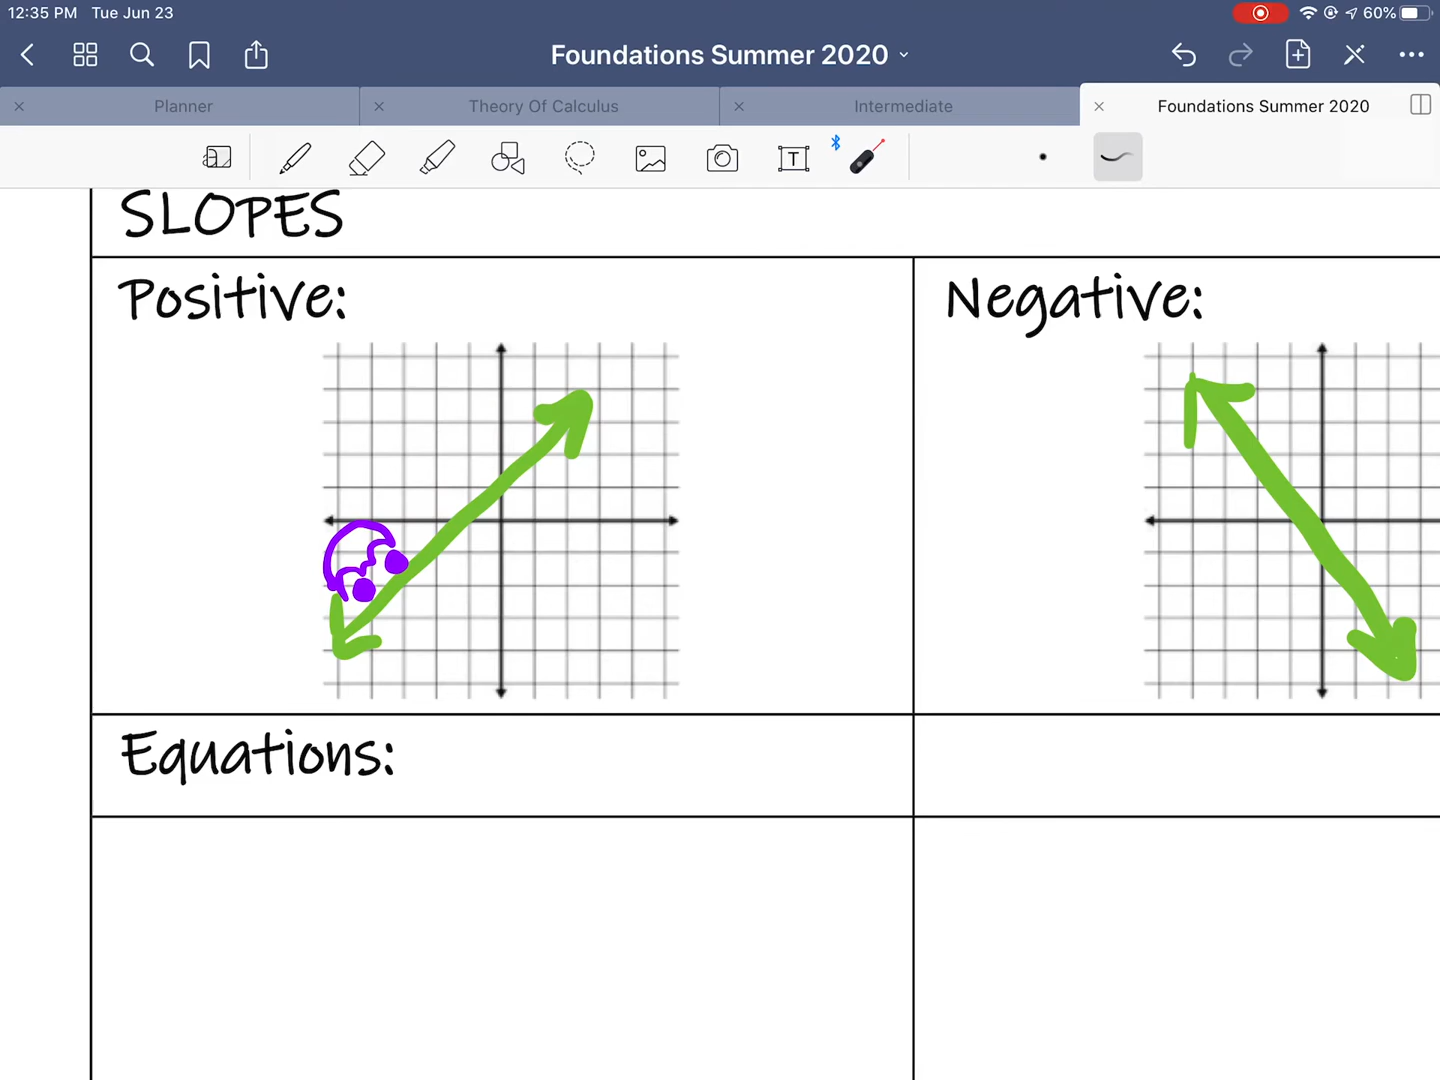 12:35 PM Tue Jun 23 60%
Foundations Summer 2020
Planner Theory Of Calculus Intermediate Foundations Summer 2020
T
SLOPES
Positive: Negative:
Equations: